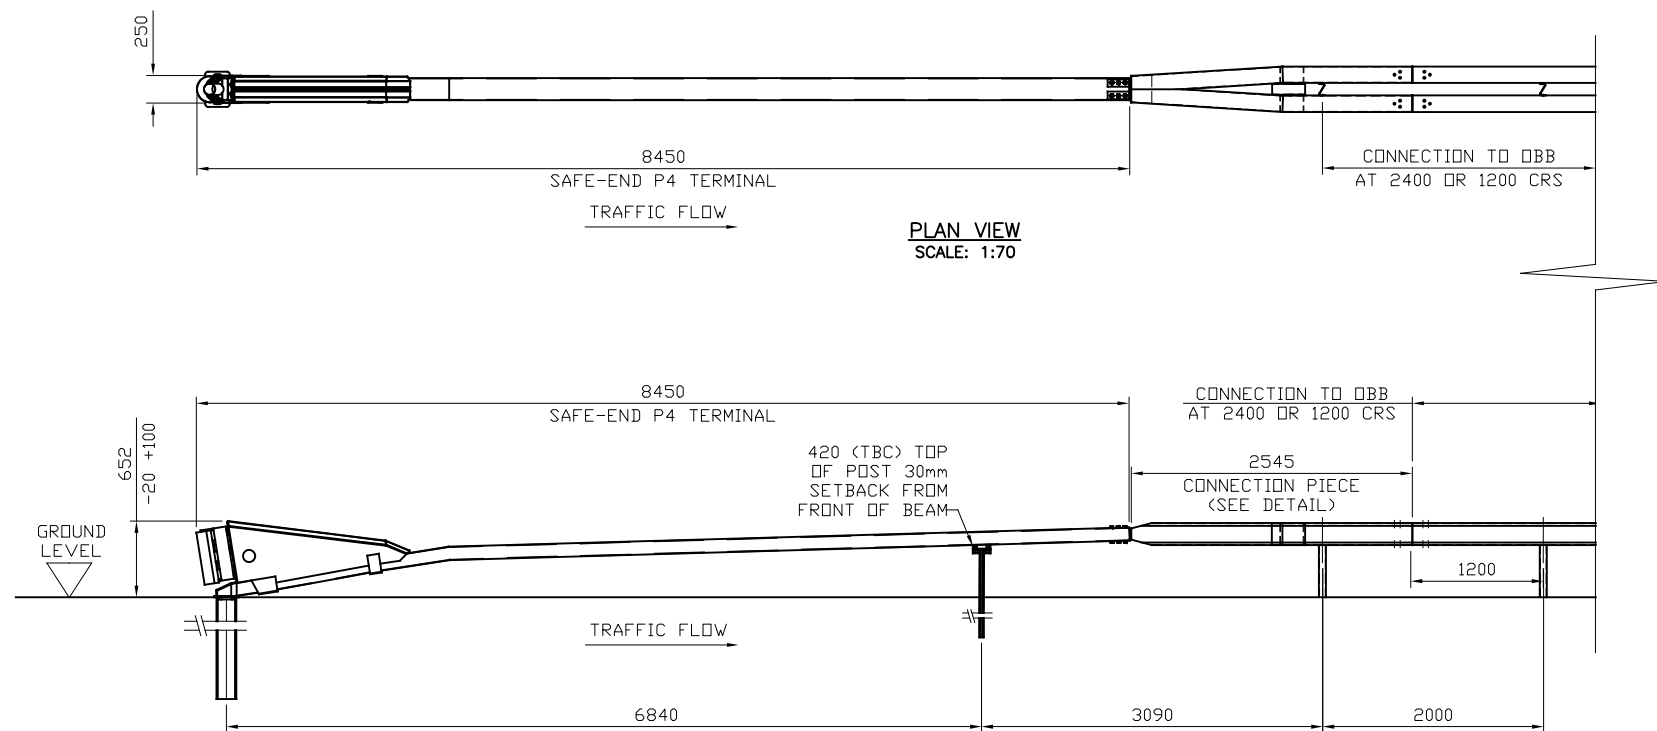 250
8450
SAFE-END P4 TERMINAL
CONNECTION TO OBB
AT 2400 OR 1200 CRS
TRAFFIC FLOW
PLAN VIEW
SCALE: 1:70
8450
SAFE-END P4 TERMINAL
CONNECTION TO OBB
AT 2400 OR 1200 CRS
652
-20 +100
420 (TBC) TOP
OF POST 30mm
SETBACK FROM
FRONT OF BEAM
2545
CONNECTION PIECE
(SEE DETAIL)
GROUND
LEVEL
1200
TRAFFIC FLOW
6840
3090
2000